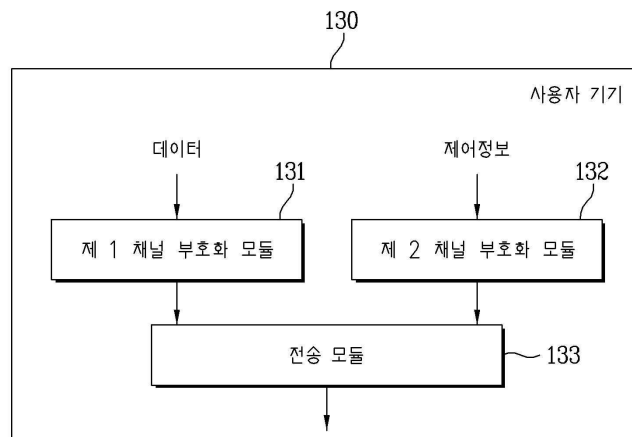 130
사용자 기기
데이터
제어정보
131
132
제 1 채널 부호화 모듈
제 2 채널 부호화 모듈
전송 모듈
133